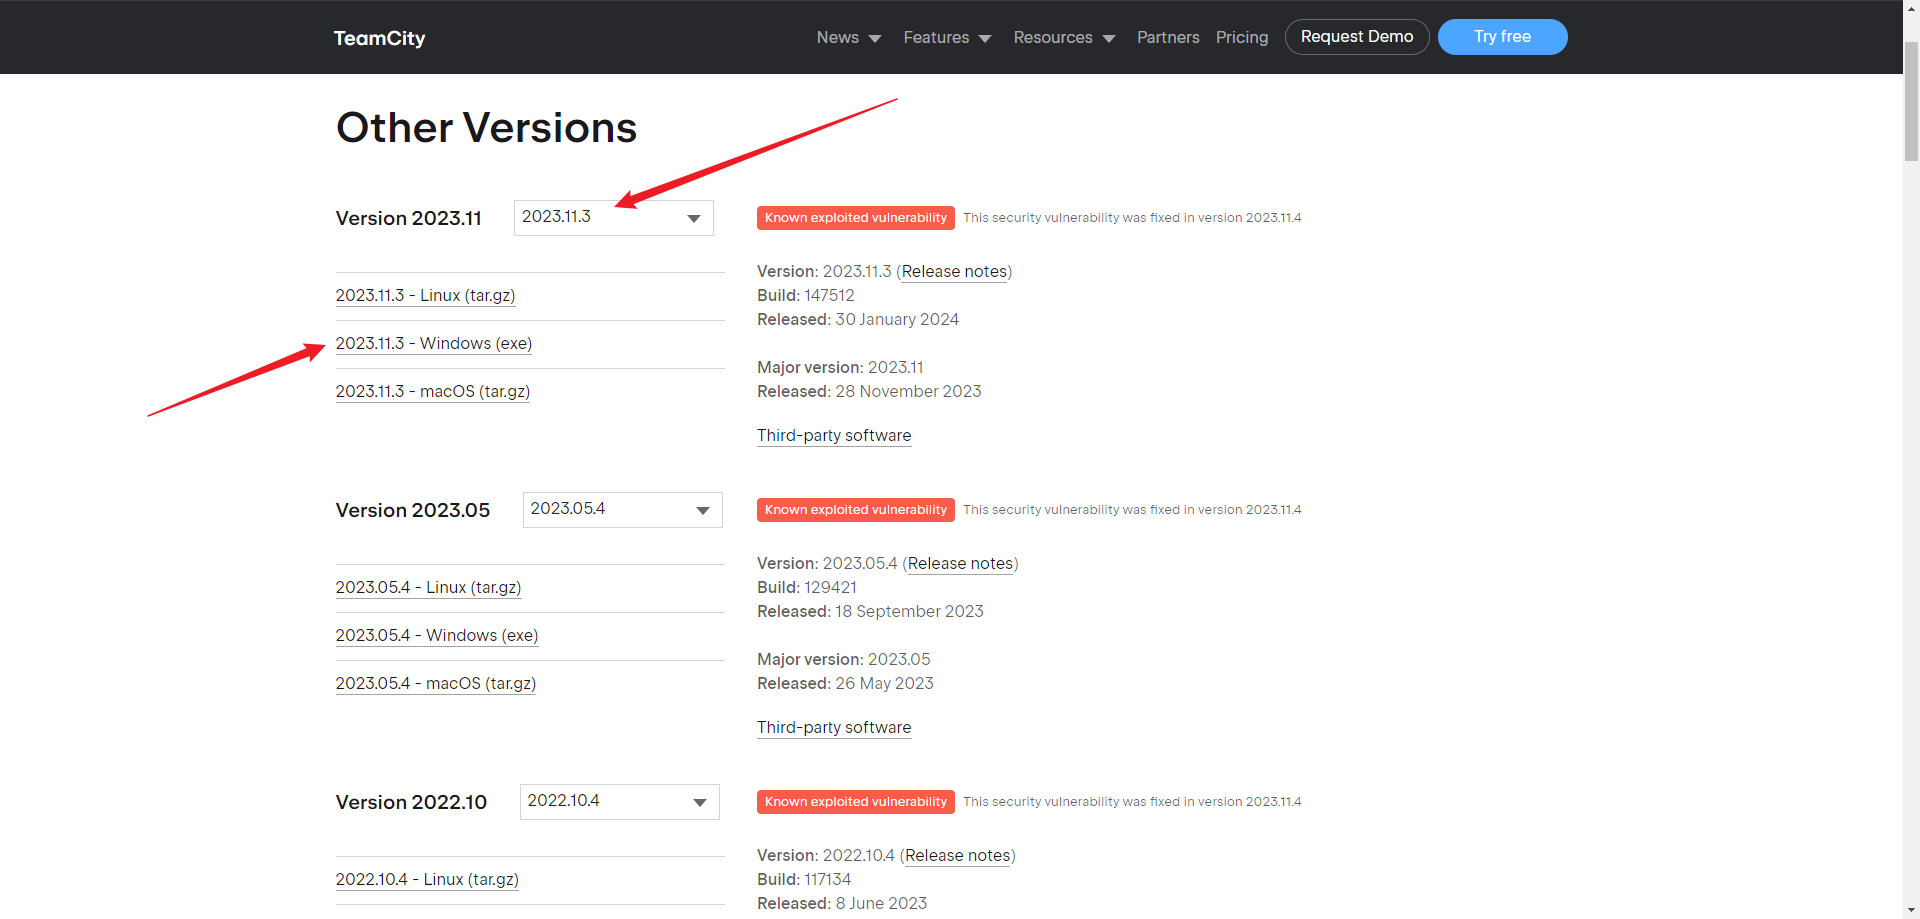 TeamCity
News Features Resources Partners Pricing Request Demo Try free
Other Versions
Version 2023.11 2023.11.3
Known exploited vulnerability This security vulnerability was fixed in version 2023.11.4
2023.11.3 - Linux (tar.gz)
2023.11.3 - Windows (exe)
2023.11.3 - macOS (tar.gz)
Version: 2023.11.3 (Release notes)
Build: 147512
Released: 30 January 2024
Major version: 2023.11
Released: 28 November 2023
Third-party software
Version 2023.05 2023.05.4
Known exploited vulnerability This security vulnerability was fixed in version 2023.11.4
2023.05.4 - Linux (tar.gz)
2023.05.4 - Windows (exe)
2023.05.4 - macOS (tar.gz)
Version: 2023.05.4 (Release notes)
Build: 129421
Released: 18 September 2023
Major version: 2023.05
Released: 26 May 2023
Third-party software
Version 2022.10 2022.10.4
Known exploited vulnerability This security vulnerability was fixed in version 2023.11.4
2022.10.4 - Linux (tar.gz)
Version: 2022.10.4 (Release notes)
Build: 117134
Released: 8 June 2023